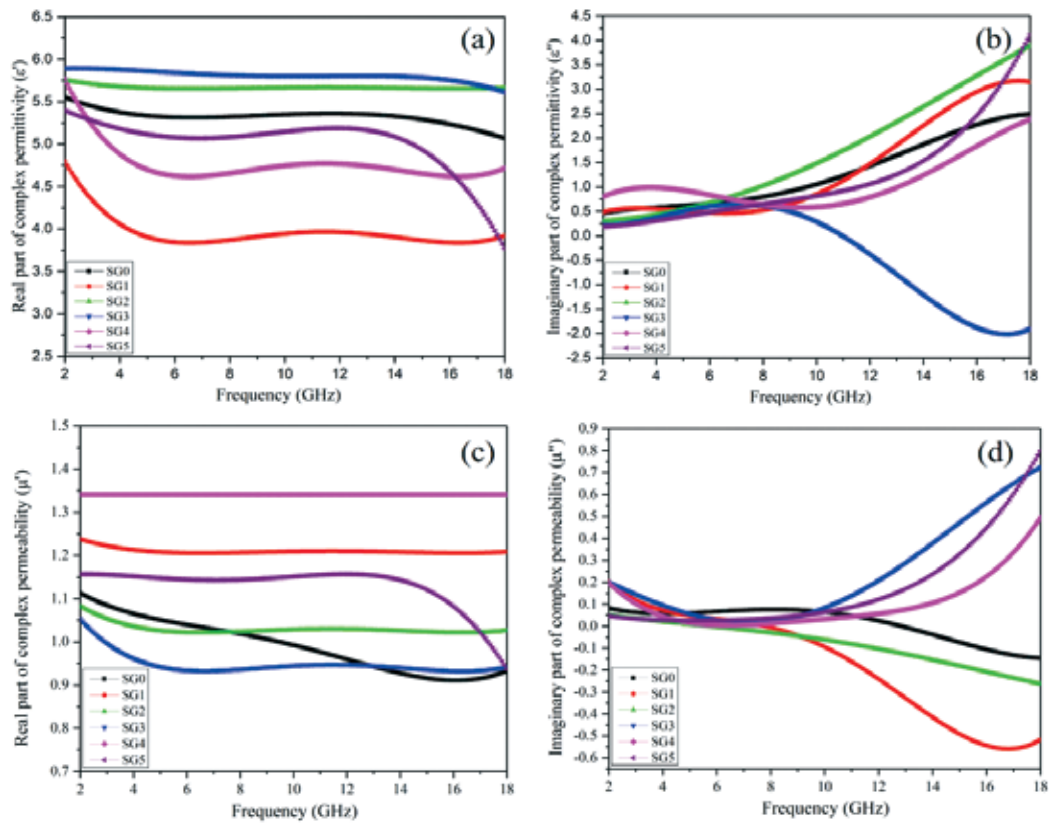 (a)
Real part of complex permittivity (ε')
6.5
6.0
5.5
5.0
4.5
4.0
3.5
3.0
2.5
SG0
SG1
SG2
SG3
SG4
SG5
2 4 6 8 10 12 14 16 18
Frequency (GHz)
(b)
Imaginary part of complex permittivity (ε")
4.5
4.0
3.5
3.0
2.5
2.0
1.5
1.0
0.5
0.0
-0.5
-1.0
-1.5
-2.0
-2.5
SG0
SG1
SG2
SG3
SG4
SG5
2 4 6 8 10 12 14 16 18
Frequency (GHz)
(c)
Real part of complex permeability (μ')
1.5
1.4
1.3
1.2
1.1
1.0
0.9
0.8
0.7
SG0
SG1
SG2
SG3
SG4
SG5
2 4 6 8 10 12 14 16 18
Frequency (GHz)
(d)
Imaginary part of complex permeability (μ")
0.9
0.8
0.7
0.6
0.5
0.4
0.3
0.2
0.1
0.0
-0.1
-0.2
-0.3
-0.4
-0.5
-0.6
SG0
SG1
SG2
SG3
SG4
SG5
2 4 6 8 10 12 14 16 18
Frequency (GHz)